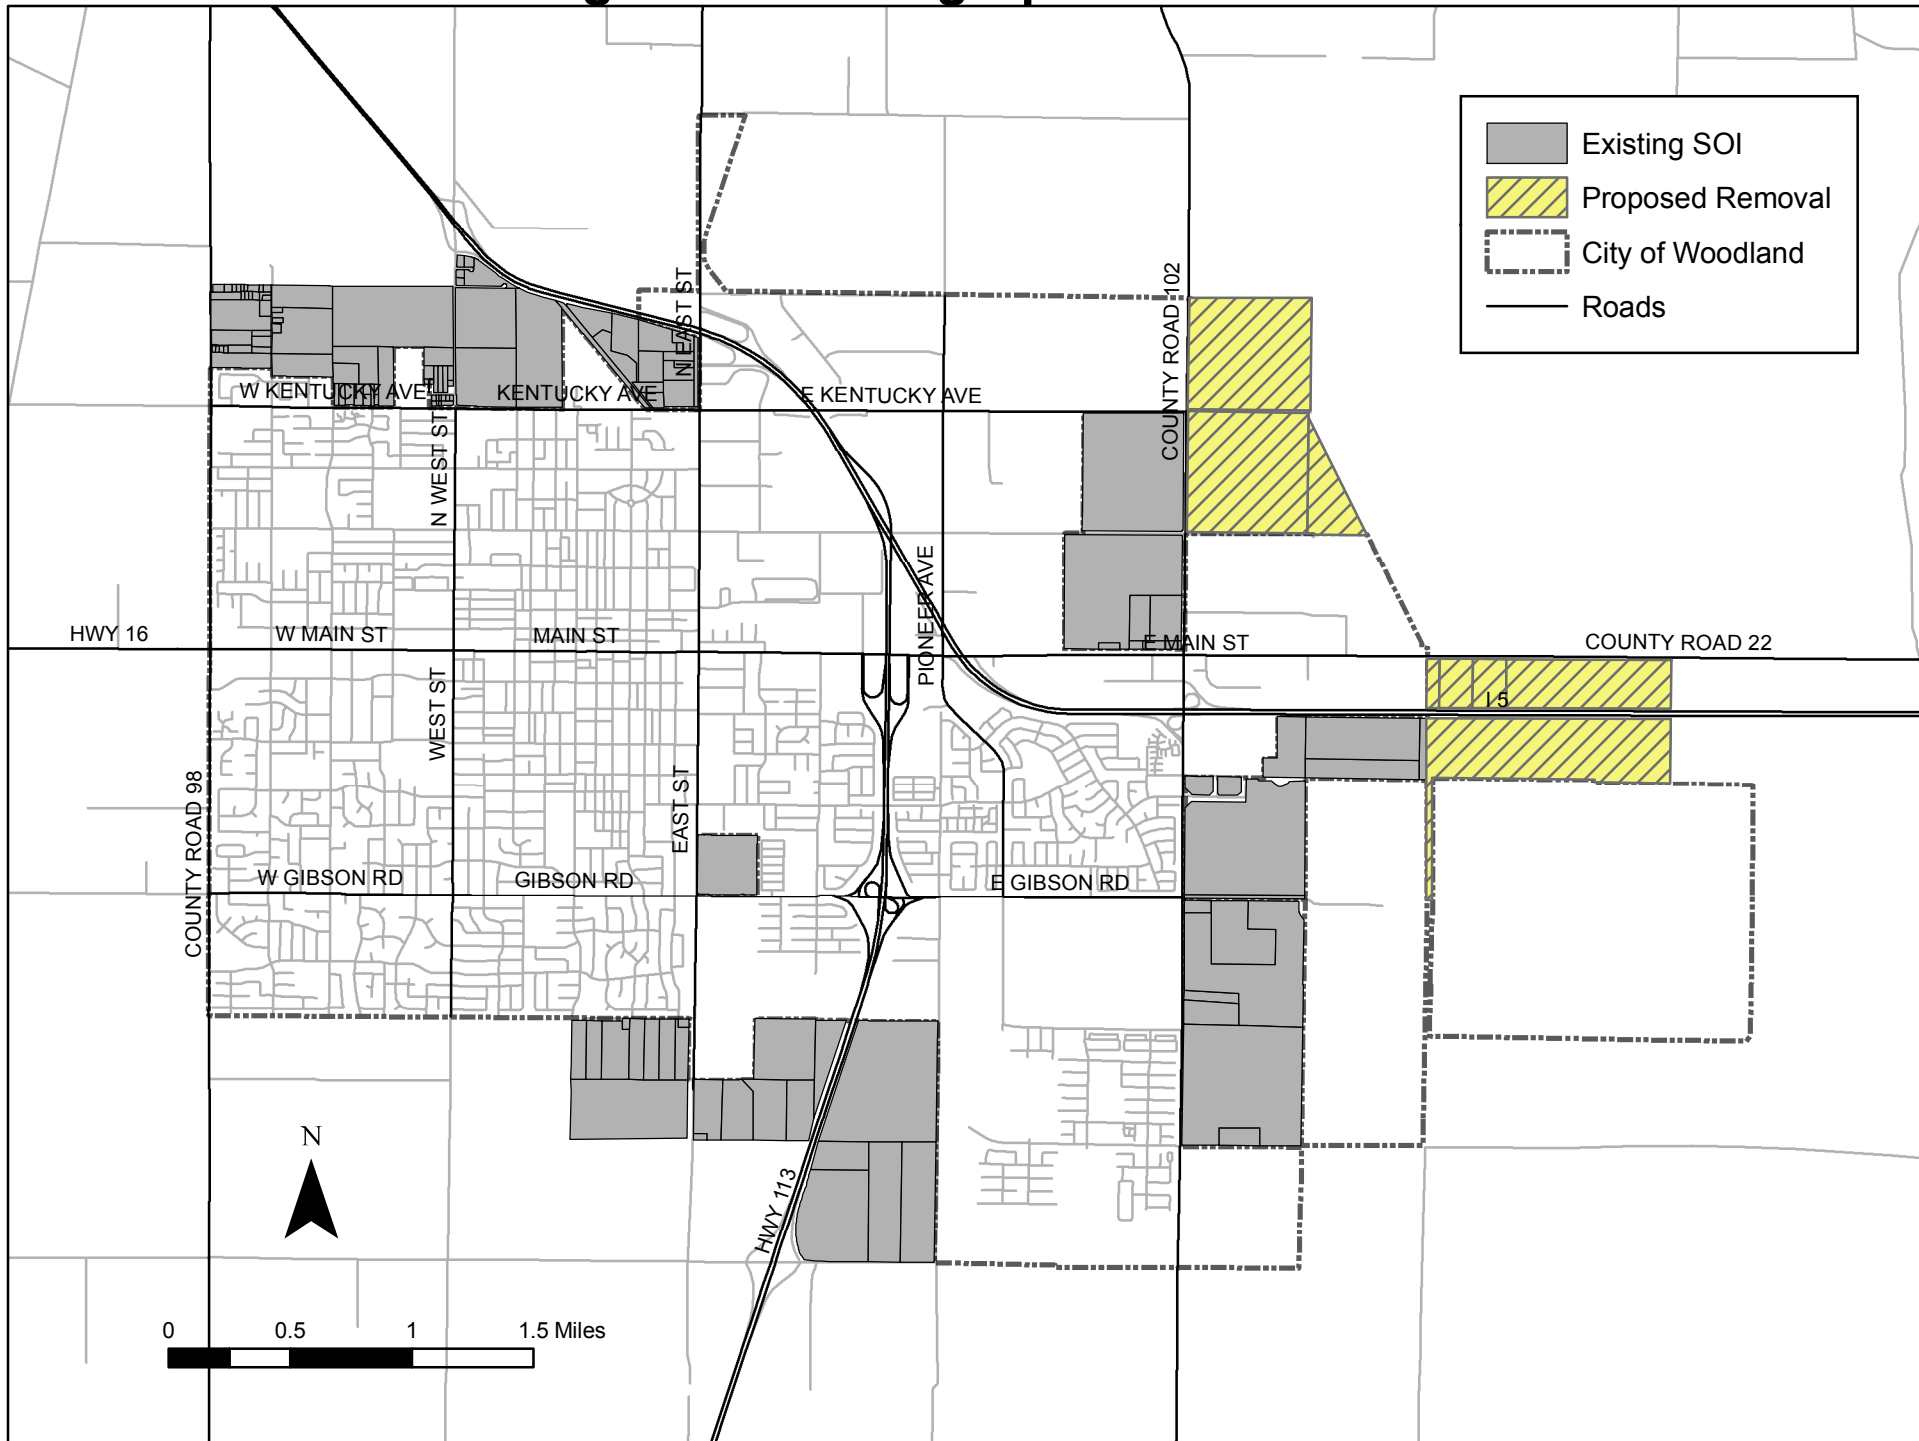 Existing SOI
Proposed Removal
City of Woodland
Roads
N EAST ST
COUNTY ROAD 102
W KENTUCKY AVE
KENTUCKY AVE
E KENTUCKY AVE
N WEST ST
PIONEER AVE
HWY 16
W MAIN ST
MAIN ST
E MAIN ST
COUNTY ROAD 22
I 5
WEST ST
EAST ST
COUNTY ROAD 98
W GIBSON RD
GIBSON RD
E GIBSON RD
N
HWY 113
0 0.5 1 1.5 Miles